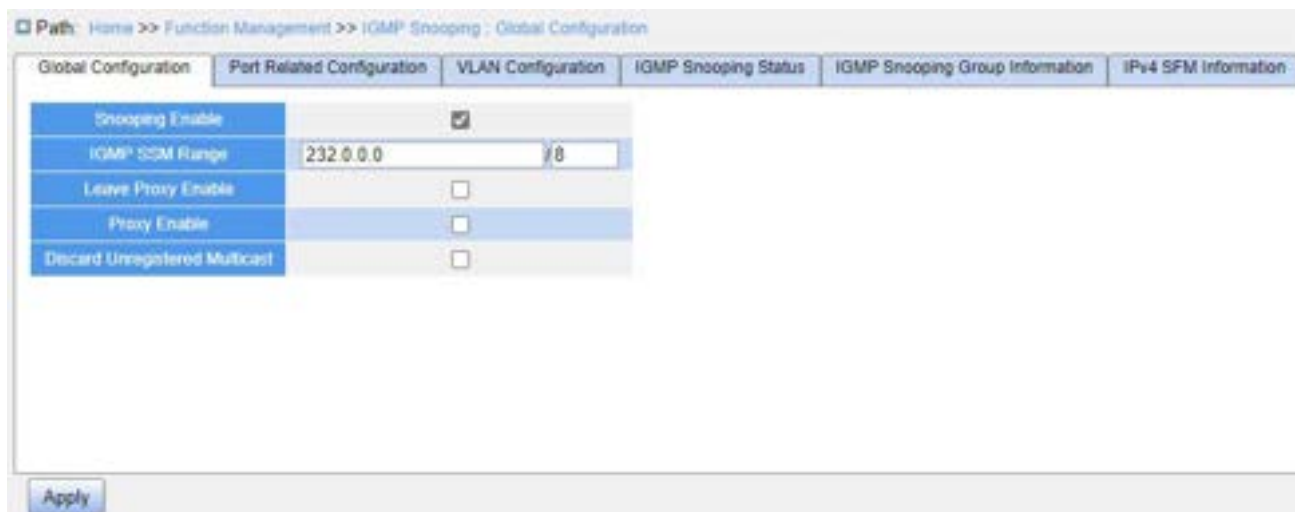 Path: Home >> Function Management >> IGMP Snooping : Global Configuration
Global Configuration Port Related Configuration VLAN Configuration IGMP Snooping Status IGMP Snooping Group Information IPv4 SFM Information
Snooping Enable
IGMP SSM Range 232.0.0.0 / 8
Leave Proxy Enable
Proxy Enable
Discard Unregistered Multicast
Apply